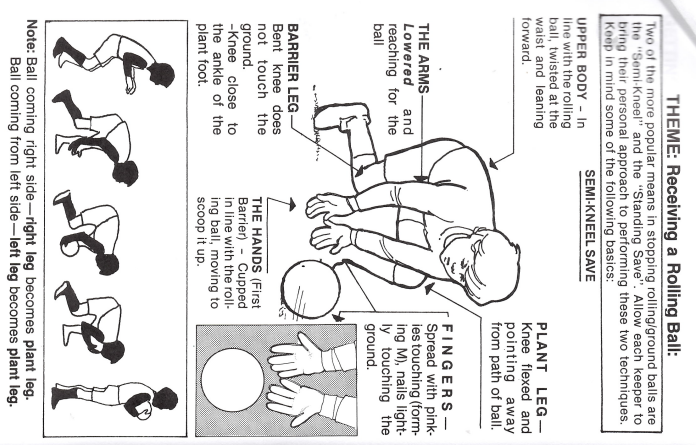 THEME: Receiving a Rolling Ball:
Two of the more popular means in stopping rolling/ground balls are
the "Semi-Kneel" and the "Standing Save". Allow each keeper to
bring their personal approach to performing these two techniques.
Keep in mind some of the following basics:
SEMI-KNEEL SAVE
UPPER BODY - In
line with the rolling
ball, twisted at the
waist and leaning
forward.
THE ARMS—
Lowered and
reaching for the
ball
BARRIER LEG—
Bent knee does
not touch the
ground.
-Knee close to
the ankle of the
plant foot.
PLANT LEG—
Knee flexed and
pointing away
from path of ball.
FINGERS—
Spread with pink-
ies touching (form-
ing M), nails light-
ly touching the
ground.
THE HANDS (First
Barrier) - Cupped
in line with the roll-
ing ball, moving to
scoop it up.
Note: Ball coming right side—right leg becomes plant leg.
Ball coming from left side—left leg becomes plant leg.